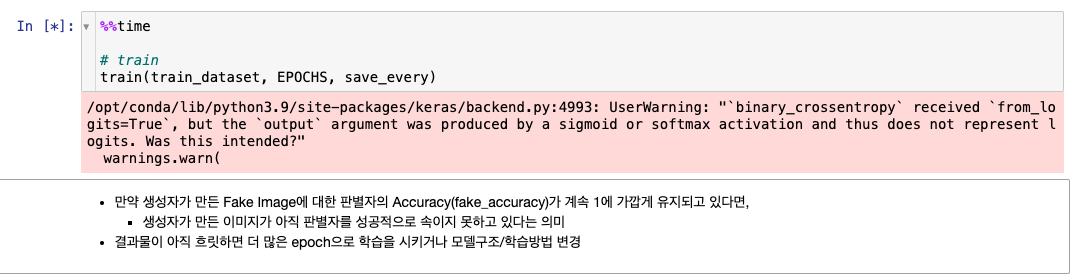 In [*]:
%%time
# train
train(train_dataset, EPOCHS, save_every)
/opt/conda/lib/python3.9/site-packages/keras/backend.py:4993: UserWarning: "`binary_crossentropy` received `from_lo
gits=True`, but the `output` argument was produced by a sigmoid or softmax activation and thus does not represent l
ogits. Was this intended?"
  warnings.warn(
• 만약 생성자가 만든 Fake Image에 대한 판별자의 Accuracy(fake_accuracy)가 계속 1에 가깝게 유지되고 있다면,
▪ 생성자가 만든 이미지가 아직 판별자를 성공적으로 속이지 못하고 있다는 의미
• 결과물이 아직 흐릿하면 더 많은 epoch으로 학습을 시키거나 모델구조/학습방법 변경